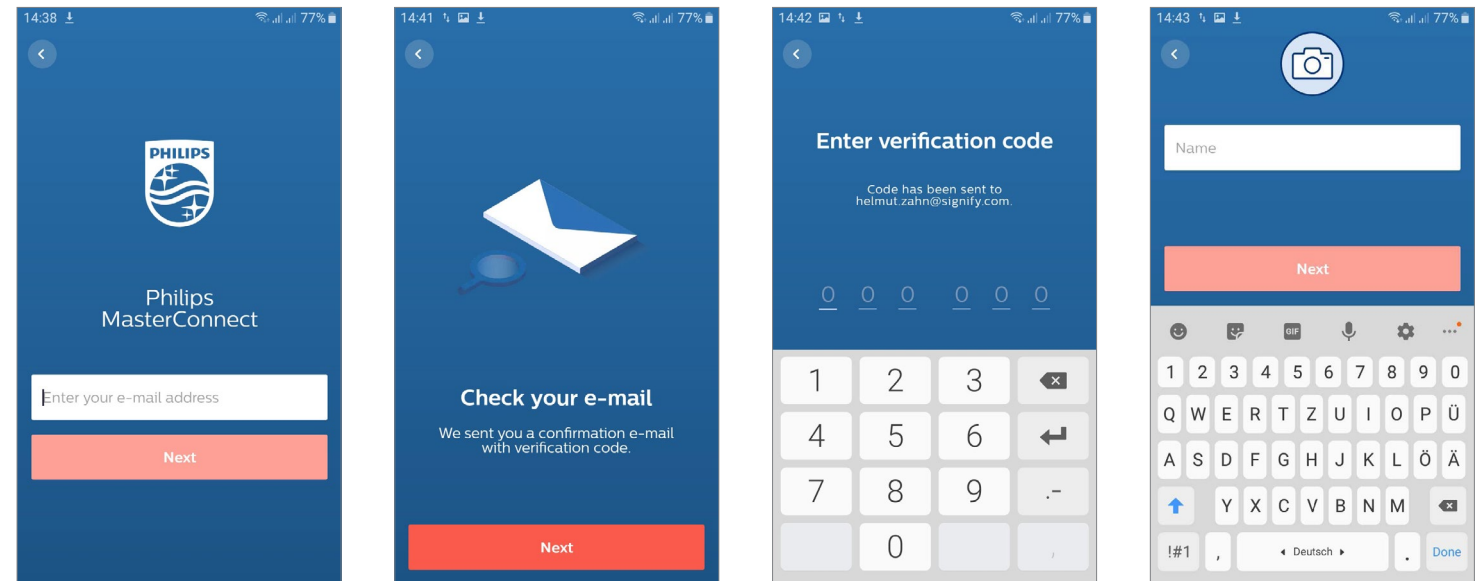 14:38 77%
PHILIPS
Philips
MasterConnect
Enter your e-mail address
Next
14:41 77%
Check your e-mail
We sent you a confirmation e-mail
with verification code.
Next
14:42 77%
Enter verification code
Code has been sent to
helmut.zahn@signify.com.
0 0 0 0 0 0
1 2 3
4 5 6
7 8 9 .-
0 ,
14:43 77%
Name
Next
GIF
1 2 3 4 5 6 7 8 9 0
Q W E R T Z U I O P Ü
A S D F G H J K L Ö Ä
Y X C V B N M
!#1 , Deutsch . Done